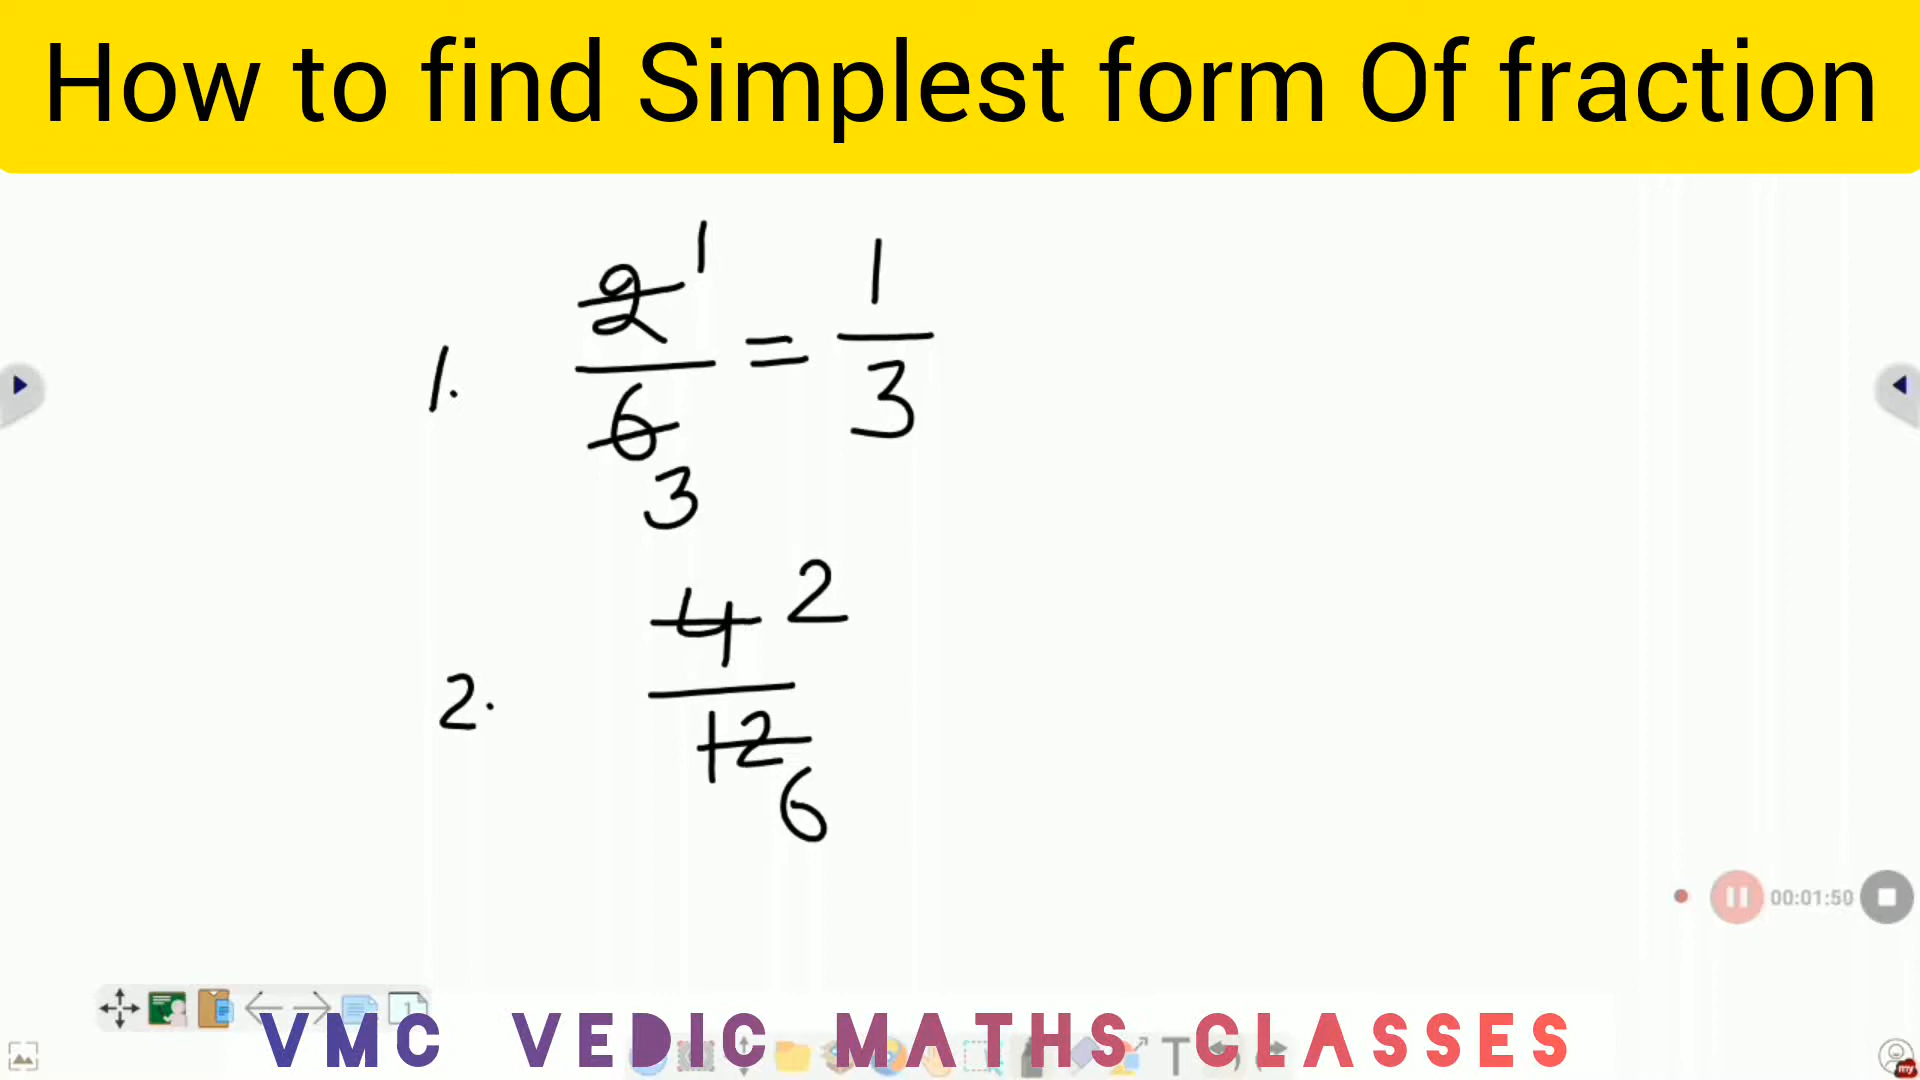 How to find Simplest form Of fraction
1. 2/6 1 3 = 1/3
2. 4/12 2 6
00:01:50
VMC VEDIC MATHS CLASSES